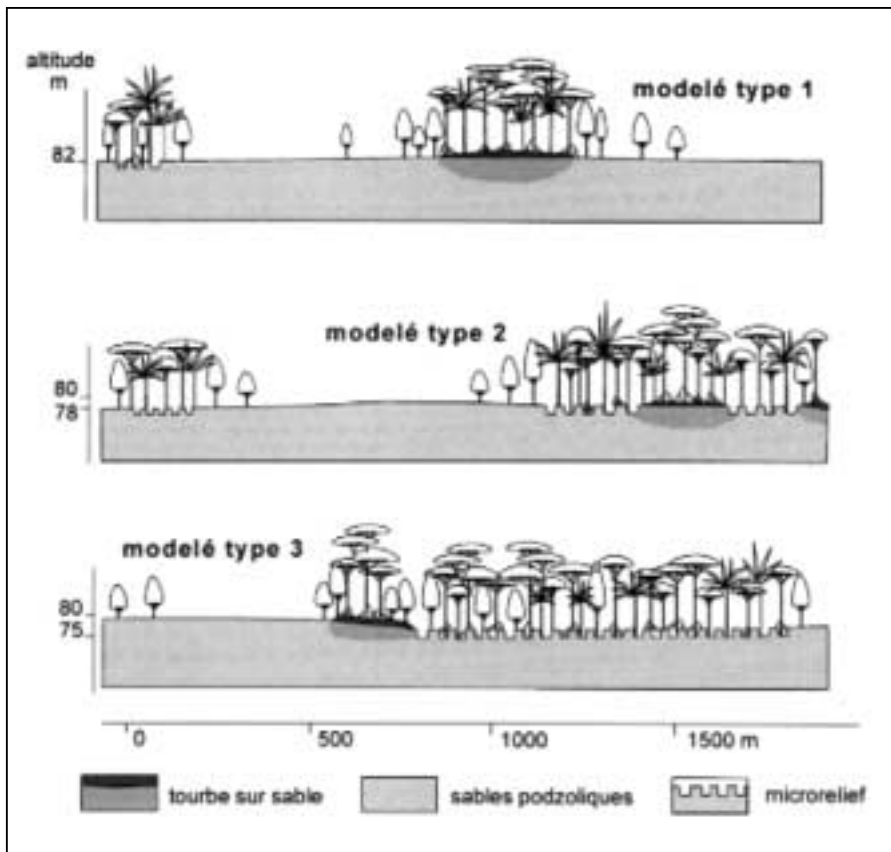 altitude
m
modelé type 1
82
modelé type 2
80
78
modelé type 3
80
75
0 500 1000 1500 m
tourbe sur sable sables podzoliques microrelief